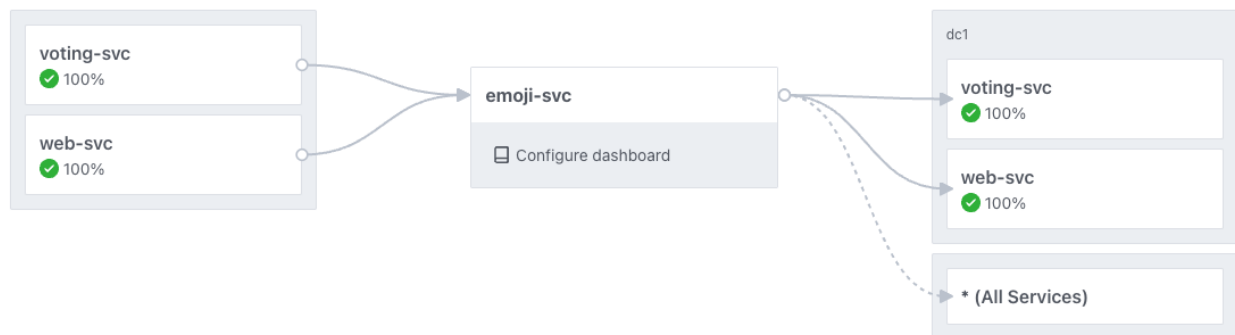 voting-svc
100%
web-svc
100%
emoji-svc
Configure dashboard
dc1
voting-svc
100%
web-svc
100%
* (All Services)